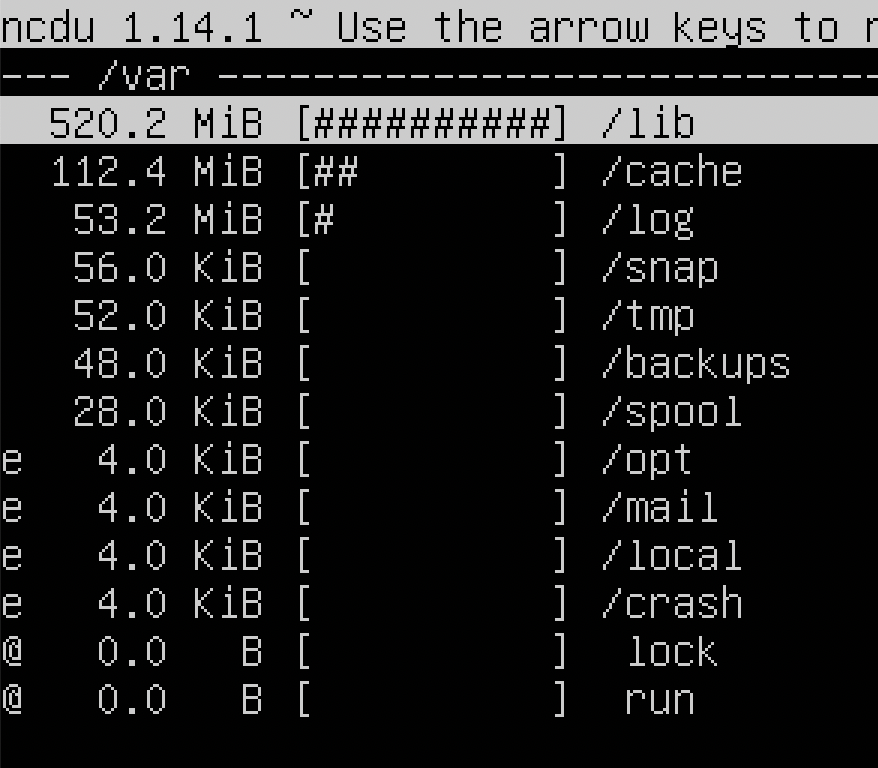 ncdu 1.14.1 ~ Use the arrow keys to
--- /var ----------------------------
  520.2 MiB [##########] /lib
  112.4 MiB [##        ] /cache
   53.2 MiB [#         ] /log
   56.0 KiB [          ] /snap
   52.0 KiB [          ] /tmp
   48.0 KiB [          ] /backups
   28.0 KiB [          ] /spool
e   4.0 KiB [          ] /opt
e   4.0 KiB [          ] /mail
e   4.0 KiB [          ] /local
e   4.0 KiB [          ] /crash
@   0.0   B [          ]  lock
@   0.0   B [          ]  run